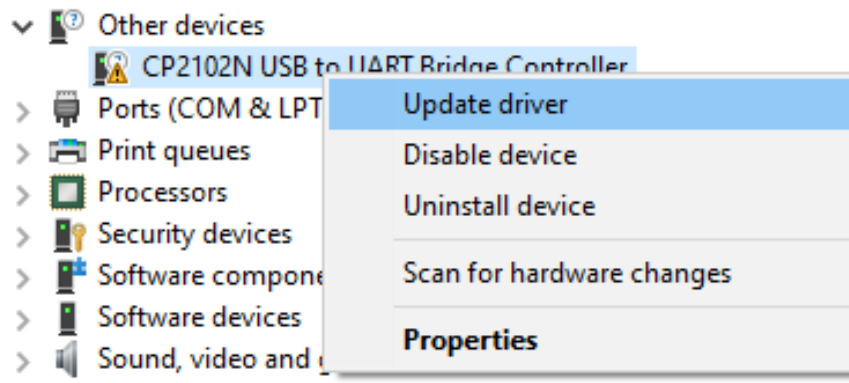 Other devices
CP2102N USB to UART Bridge Controller
Ports (COM & LPT
Print queues
Processors
Security devices
Software compone
Software devices
Sound, video and
Update driver
Disable device
Uninstall device
Scan for hardware changes
Properties